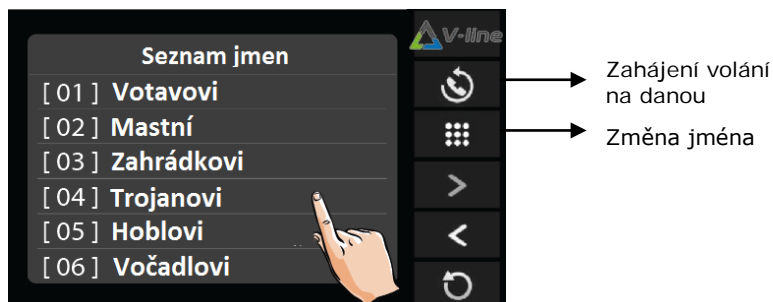 V-line
Seznam jmen
[ 01 ] Votavovi
[ 02 ] Mastní
[ 03 ] Zahrádkovi
[ 04 ] Trojanovi
[ 05 ] Hoblovi
[ 06 ] Vočadlovi
Zahájení volání
na danou
Změna jména